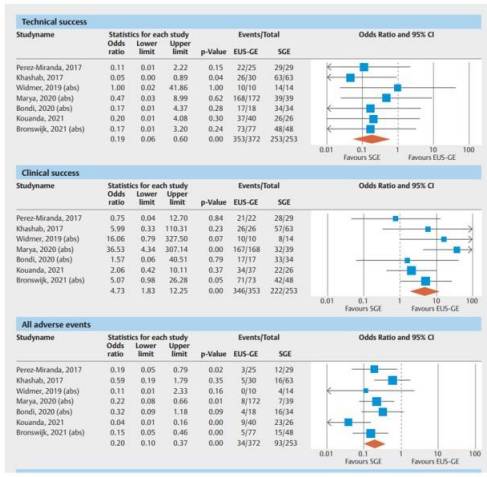 Technical success
Studyname Statistics for each study Events/Total Odds Ratio and 95% CI
Odds Lower Upper
ratio limit limit p-Value EUS-GE SGE
Perez-Miranda, 2017 0.11 0.01 2.22 0.15 22/25 29/29
Khashab, 2017 0.05 0.00 0.89 0.04 26/30 63/63
Widmer, 2019 (abs) 1.00 0.02 41.86 1.00 10/10 14/14
Marya, 2020 (abs) 0.47 0.03 8.99 0.62 168/172 39/39
Bondi, 2020 (abs) 0.17 0.01 4.37 0.28 17/18 34/34
Kouanda, 2021 0.20 0.01 4.08 0.30 37/40 26/26
Bronswijk, 2021 (abs) 0.17 0.01 3.20 0.24 73/77 48/48
0.19 0.06 0.60 0.00 353/372 253/253
0.01 0.1 1 10 100
Favours SGE Favours EUS-GE
Clinical success
Studyname Statistics for each study Events/Total Odds Ratio and 95% CI
Odds Lower Upper
ratio limit limit p-Value EUS-GE SGE
Perez-Miranda, 2017 0.75 0.04 12.70 0.84 21/22 28/29
Khashab, 2017 5.99 0.33 110.31 0.23 26/26 57/63
Widmer, 2019 (abs) 16.06 0.79 327.50 0.07 10/10 8/14
Marya, 2020 (abs) 36.53 4.34 307.14 0.00 167/168 32/39
Bondi, 2020 (abs) 1.57 0.06 40.51 0.79 17/17 33/34
Kouanda, 2021 2.06 0.42 10.11 0.37 34/37 22/26
Bronswijk, 2021 (abs) 5.07 0.98 26.28 0.05 71/73 42/48
4.73 1.83 12.25 0.00 346/353 222/253
0.01 0.1 1 10 100
Favours SGE Favours EUS-GE
All adverse events
Studyname Statistics for each study Events/Total Odds Ratio and 95% CI
Odds Lower Upper
ratio limit limit p-Value EUS-GE SGE
Perez-Miranda, 2017 0.19 0.05 0.79 0.02 3/25 12/29
Khashab, 2017 0.59 0.19 1.79 0.35 5/30 16/63
Widmer, 2019 (abs) 0.11 0.01 2.33 0.16 0/10 4/14
Marya, 2020 (abs) 0.22 0.08 0.66 0.01 8/172 7/39
Bondi, 2020 (abs) 0.32 0.09 1.18 0.09 4/18 16/34
Kouanda, 2021 0.04 0.01 0.16 0.00 9/40 23/26
Bronswijk, 2021 (abs) 0.15 0.05 0.46 0.00 5/77 15/48
0.20 0.10 0.37 0.00 34/372 93/253
0.01 0.1 1 10 100
Favours SGE Favours EUS-GE